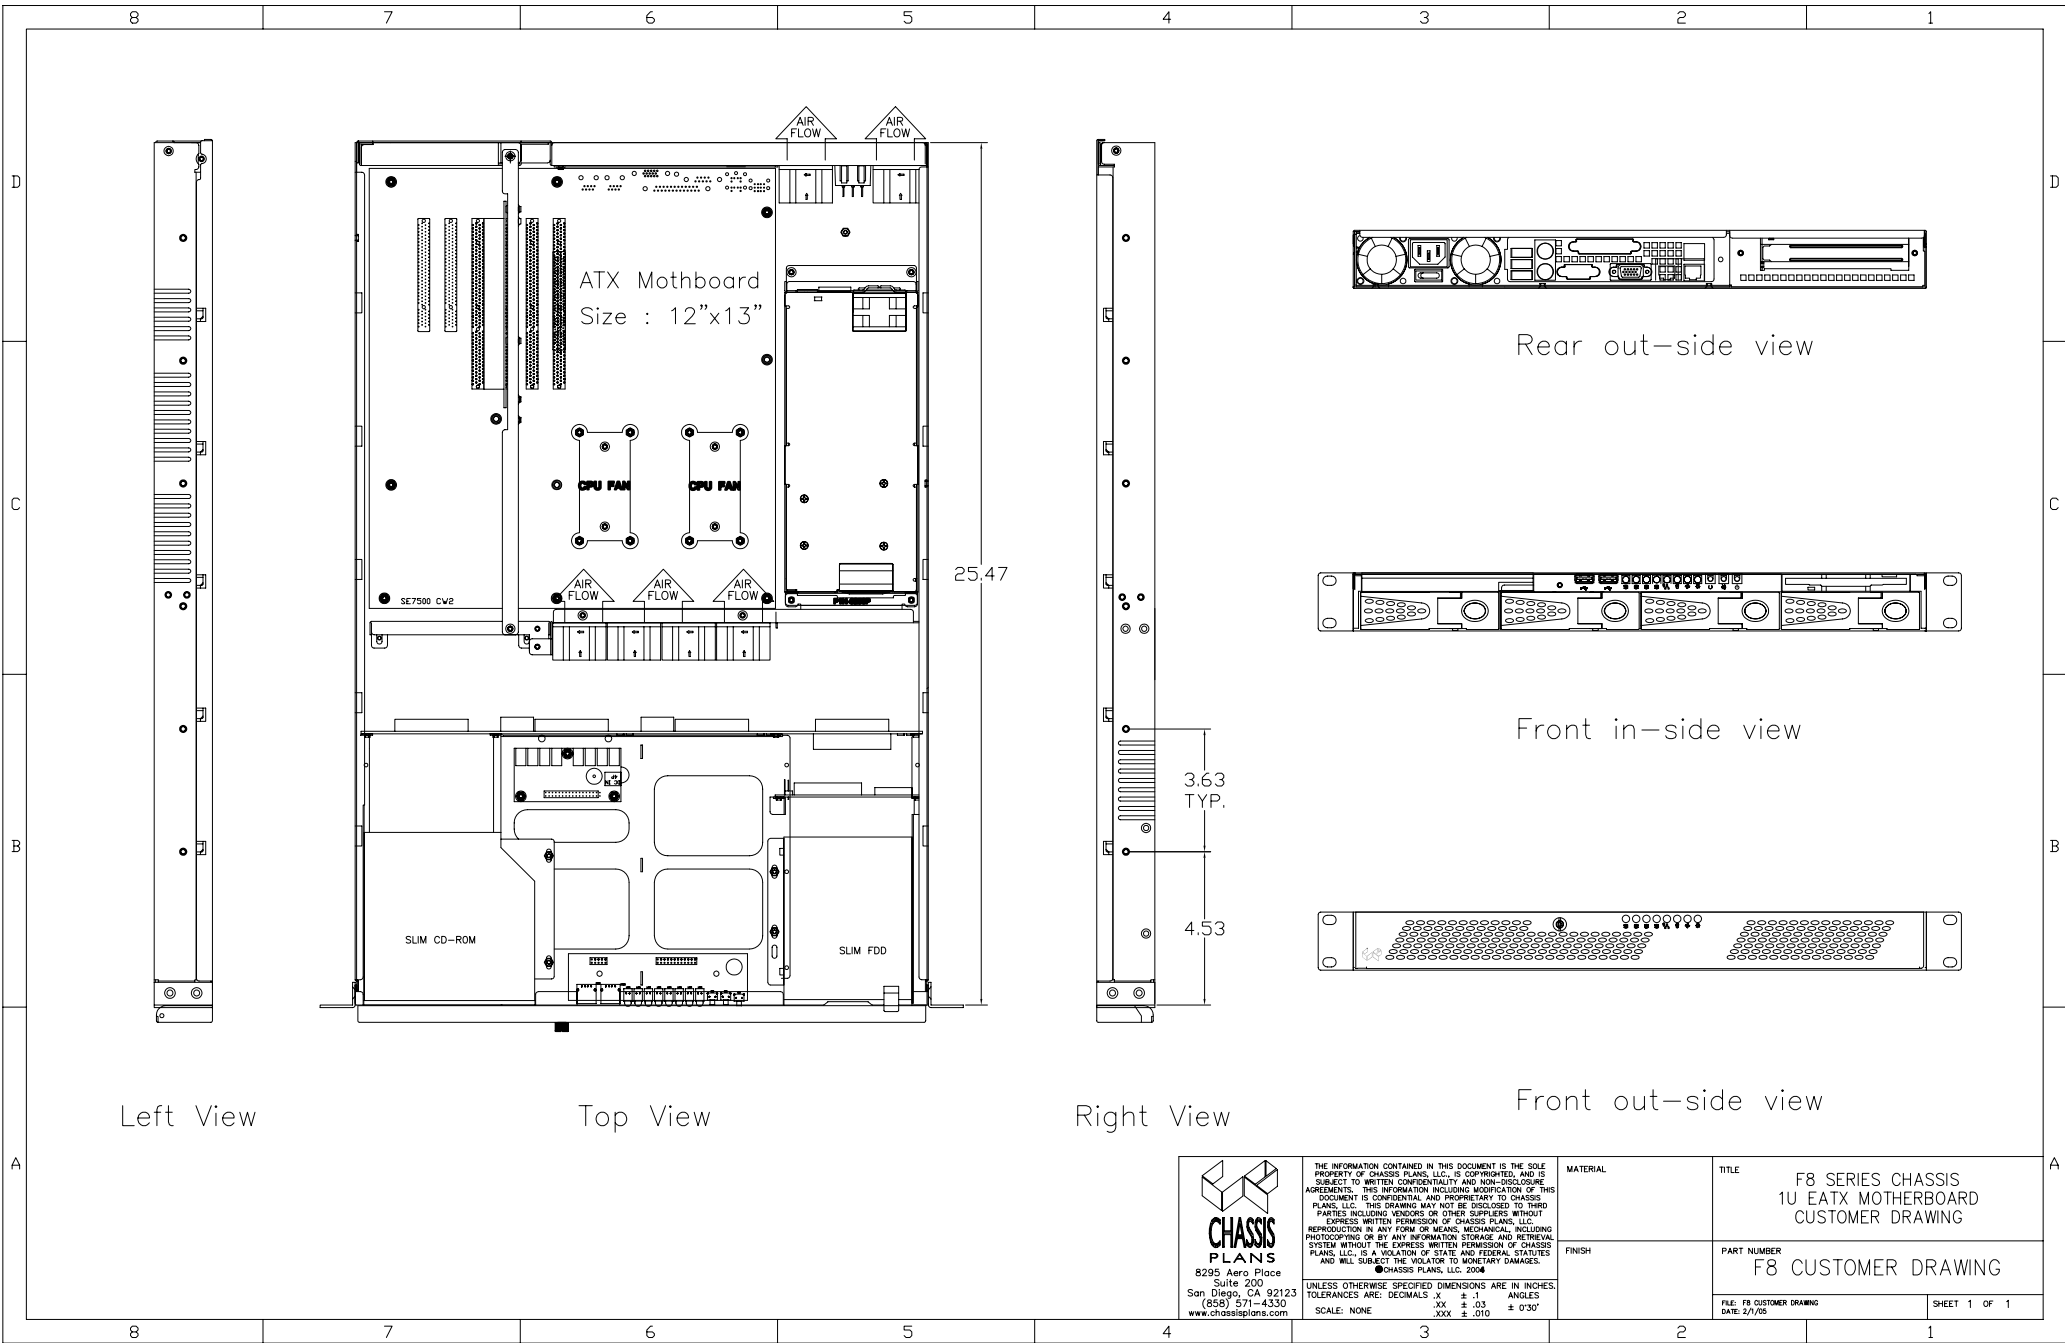 8 7 6 5 4 3 2 1
D
D
C
C
B
B
A
A
AIR
FLOW
AIR
FLOW
ATX Mothboard
Size : 12"x13"
CPU FAN
CPU FAN
AIR
FLOW
AIR
FLOW
AIR
FLOW
SE7500 CW2
25.47
DC IN
4P
SLIM CD-ROM
SLIM FDD
3.63
TYP.
4.53
Left View
Top View
Right View
Rear out-side view
Front in-side view
Front out-side view
CHASSIS
PLANS
8295 Aero Place
Suite 200
San Diego, CA 92123
(858) 571-4330
www.chassisplans.com
THE INFORMATION CONTAINED IN THIS DOCUMENT IS THE SOLE
PROPERTY OF CHASSIS PLANS, LLC., IS COPYRIGHTED, AND IS
SUBJECT TO WRITTEN CONFIDENTIALITY AND NON-DISCLOSURE
AGREEMENTS. THIS INFORMATION INCLUDING MODIFICATION OF THIS
DOCUMENT IS CONFIDENTIAL AND PROPRIETARY TO CHASSIS
PLANS, LLC. THIS DRAWING MAY NOT BE DISCLOSED TO THIRD
PARTIES INCLUDING VENDORS OR OTHER SUPPLIERS WITHOUT
EXPRESS WRITTEN PERMISSION OF CHASSIS PLANS, LLC.
REPRODUCTION IN ANY FORM OR MEANS, MECHANICAL, INCLUDING
PHOTOCOPYING OR BY ANY INFORMATION STORAGE AND RETRIEVAL
SYSTEM WITHOUT THE EXPRESS WRITTEN PERMISSION OF CHASSIS
PLANS, LLC., IS A VIOLATION OF STATE AND FEDERAL STATUTES
AND WILL SUBJECT THE VIOLATOR TO MONETARY DAMAGES.
CHASSIS PLANS, LLC. 2004
UNLESS OTHERWISE SPECIFIED DIMENSIONS ARE IN INCHES.
TOLERANCES ARE: DECIMALS .X ± .1 ANGLES
.XX ± .03 ± 0°30'
SCALE: NONE .XXX ± .010
MATERIAL
FINISH
TITLE
F8 SERIES CHASSIS
1U EATX MOTHERBOARD
CUSTOMER DRAWING
PART NUMBER
F8 CUSTOMER DRAWING
FILE: F8 CUSTOMER DRAWING
DATE: 2/1/05
SHEET 1 OF 1
8 7 6 5 4 3 2 1